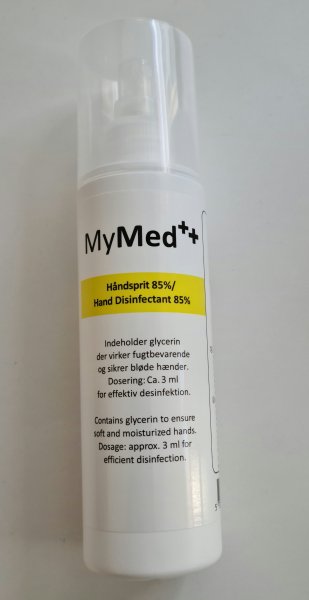 MyMed++
Håndsprit 85%/
Hand Disinfectant 85%
Indeholder glycerin
der virker fugtbevarende
og sikrer bløde hænder.
Dosering: Ca. 3 ml
for effektiv desinfektion.
Contains glycerin to ensure
soft and moisturized hands.
Dosage: approx. 3 ml for
efficient disinfection.